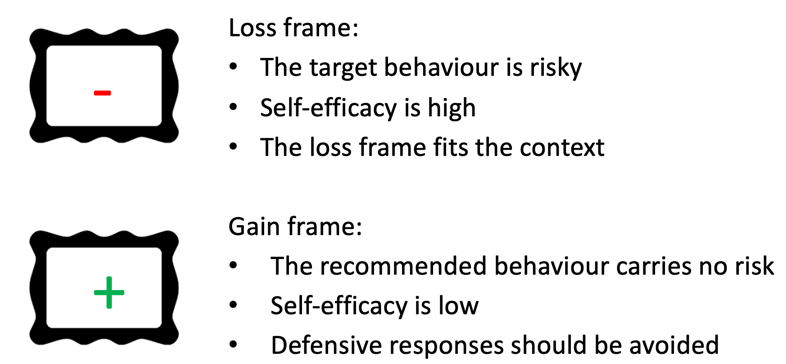 Loss frame:
• The target behaviour is risky
• Self-efficacy is high
• The loss frame fits the context
Gain frame:
• The recommended behaviour carries no risk
• Self-efficacy is low
• Defensive responses should be avoided